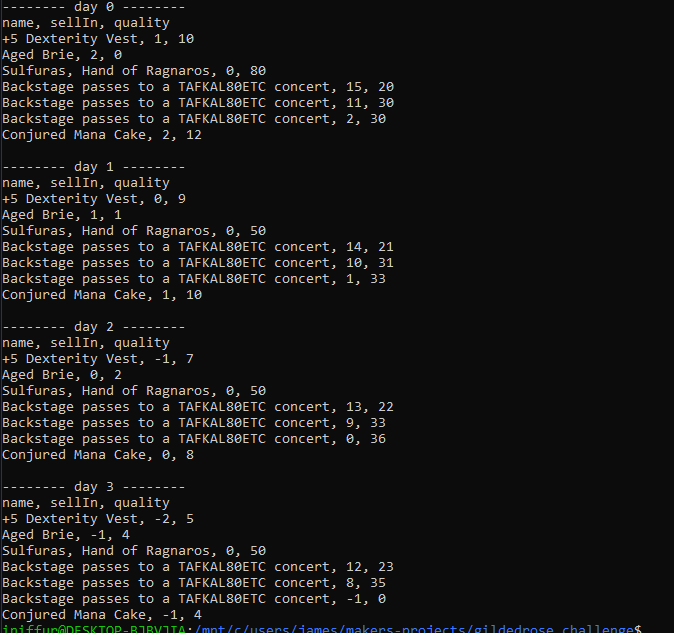 -------- day 0 --------
name, sellIn, quality
+5 Dexterity Vest, 1, 10
Aged Brie, 2, 0
Sulfuras, Hand of Ragnaros, 0, 80
Backstage passes to a TAFKAL80ETC concert, 15, 20
Backstage passes to a TAFKAL80ETC concert, 11, 30
Backstage passes to a TAFKAL80ETC concert, 2, 30
Conjured Mana Cake, 2, 12

-------- day 1 --------
name, sellIn, quality
+5 Dexterity Vest, 0, 9
Aged Brie, 1, 1
Sulfuras, Hand of Ragnaros, 0, 50
Backstage passes to a TAFKAL80ETC concert, 14, 21
Backstage passes to a TAFKAL80ETC concert, 10, 31
Backstage passes to a TAFKAL80ETC concert, 1, 33
Conjured Mana Cake, 1, 10

-------- day 2 --------
name, sellIn, quality
+5 Dexterity Vest, -1, 7
Aged Brie, 0, 2
Sulfuras, Hand of Ragnaros, 0, 50
Backstage passes to a TAFKAL80ETC concert, 13, 22
Backstage passes to a TAFKAL80ETC concert, 9, 33
Backstage passes to a TAFKAL80ETC concert, 0, 36
Conjured Mana Cake, 0, 8

-------- day 3 --------
name, sellIn, quality
+5 Dexterity Vest, -2, 5
Aged Brie, -1, 4
Sulfuras, Hand of Ragnaros, 0, 50
Backstage passes to a TAFKAL80ETC concert, 12, 23
Backstage passes to a TAFKAL80ETC concert, 8, 35
Backstage passes to a TAFKAL80ETC concert, -1, 0
Conjured Mana Cake, -1, 4
:/mnt/c/users/james/makers-projects/gildedrose_challenge$